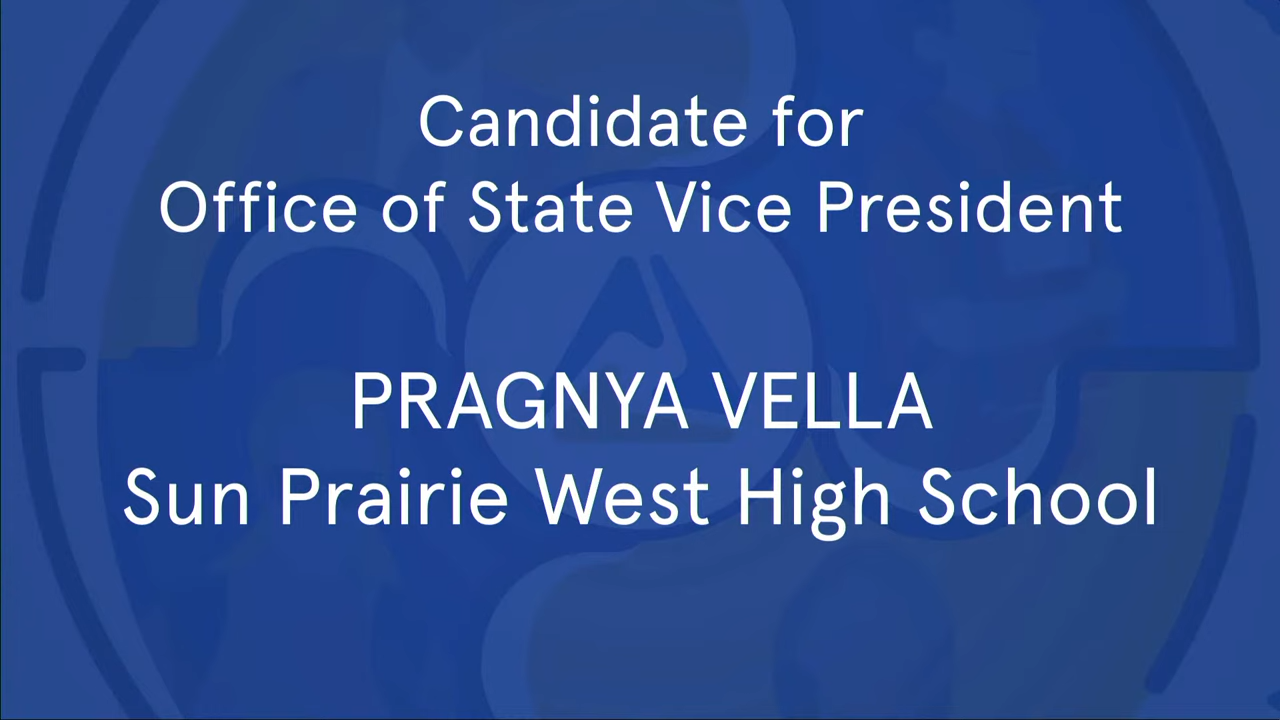 Candidate for
Office of State Vice President
PRAGNYA VELLA
Sun Prairie West High School